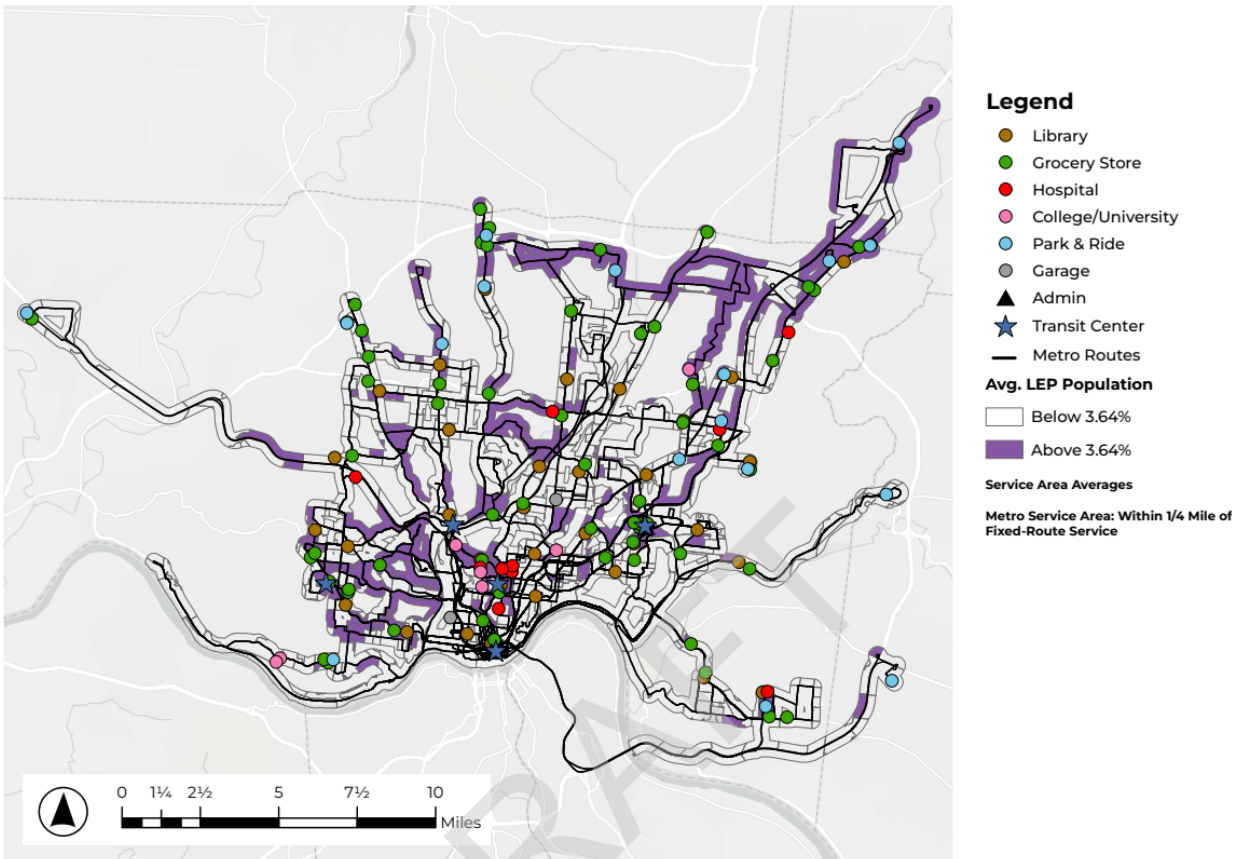 Legend
Library
Grocery Store
Hospital
College/University
Park & Ride
Garage
Admin
Transit Center
Metro Routes
Avg. LEP Population
Below 3.64%
Above 3.64%
Service Area Averages
Metro Service Area: Within 1/4 Mile of
Fixed-Route Service
0 1¼ 2½ 5 7½ 10
Miles
DRAFT